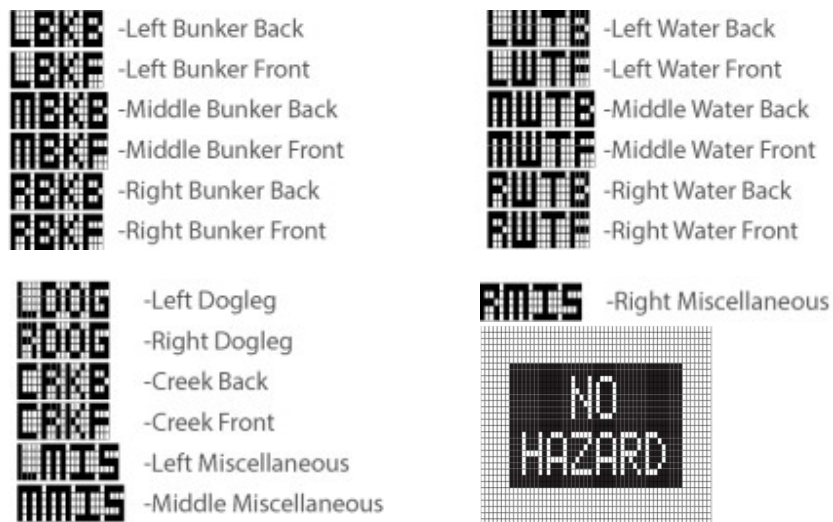 LBKB -Left Bunker Back
LBKF -Left Bunker Front
MBKB -Middle Bunker Back
MBKF -Middle Bunker Front
RBKB -Right Bunker Back
RBKF -Right Bunker Front
LWTB -Left Water Back
LWTF -Left Water Front
MWTB -Middle Water Back
MWTF -Middle Water Front
RWTB -Right Water Back
RWTF -Right Water Front
LDOG -Left Dogleg
RDOG -Right Dogleg
CRKB -Creek Back
CRKF -Creek Front
LMIS -Left Miscellaneous
MMIS -Middle Miscellaneous
RMIS -Right Miscellaneous
NO
HAZARD